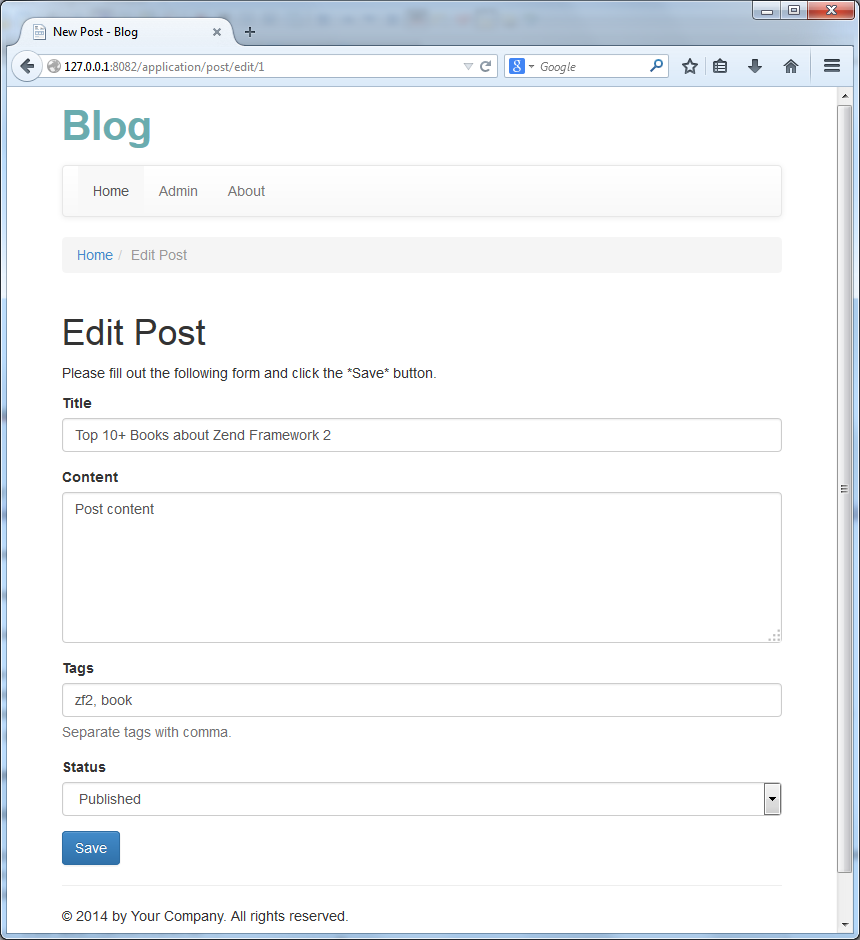 New Post - Blog
127.0.0.1:8082/application/post/edit/1
8 Google
Blog
Home Admin About
Home / Edit Post
Edit Post
Please fill out the following form and click the *Save* button.
Title
Top 10+ Books about Zend Framework 2
Content
Post content
Tags
zf2, book
Separate tags with comma.
Status
Published
Save
© 2014 by Your Company. All rights reserved.